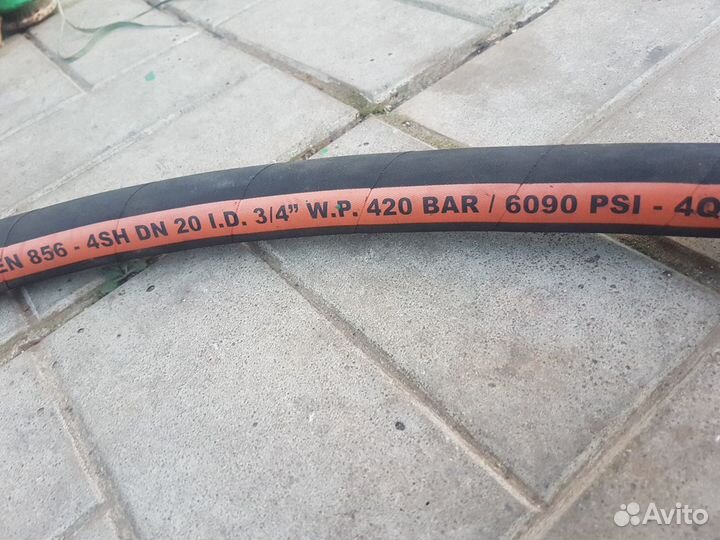 EN 856 - 4SH DN 20 I.D. 3/4” W.P. 420 BAR / 6090 PSI - 4Q
Avito